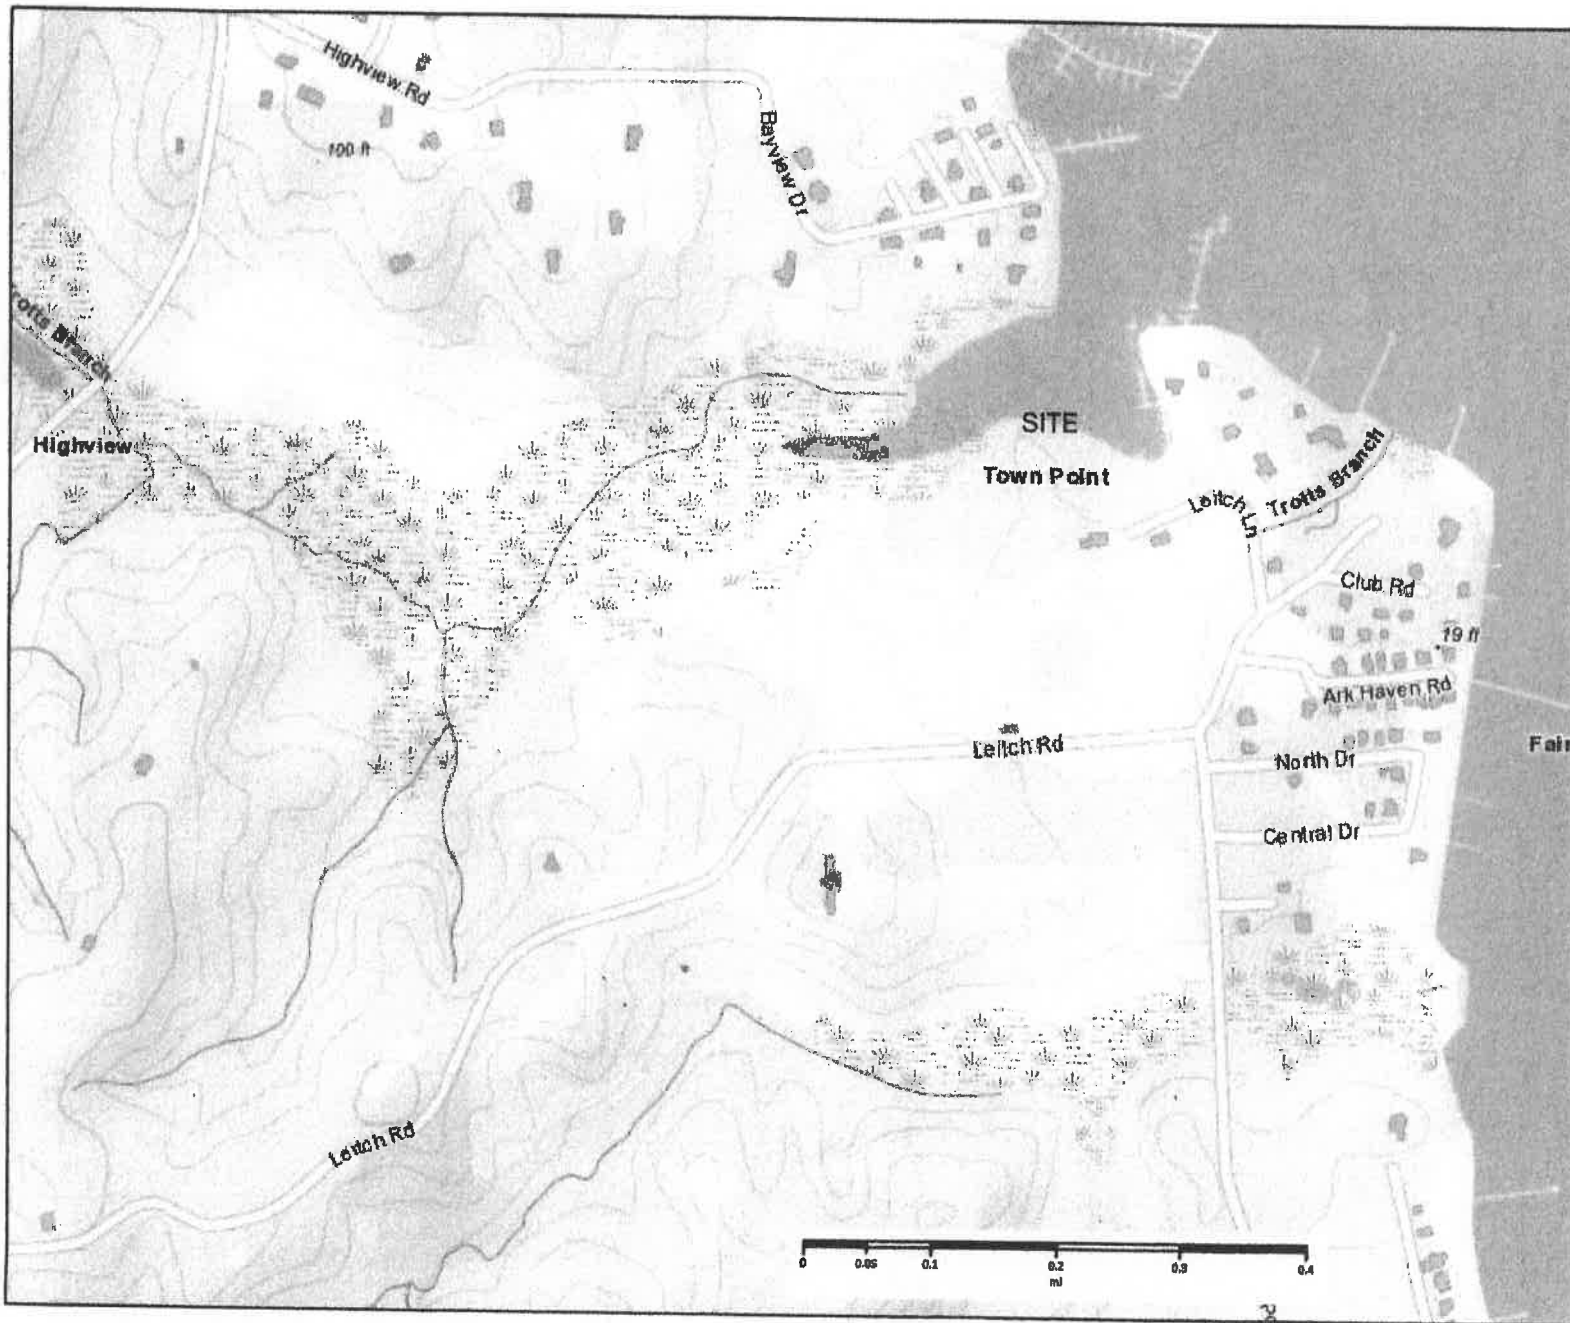 Highview Rd
Bayview Dr
100 ft
Trotts Branch
Highview
SITE
Town Point
Leitch Ln
Trotts Branch
Club Rd
19 ft
Ark Haven Rd
Leitch Rd
North Dr
Fair
Central Dr
Leitch Rd
0 0.05 0.1 0.2 0.3 0.4
mi